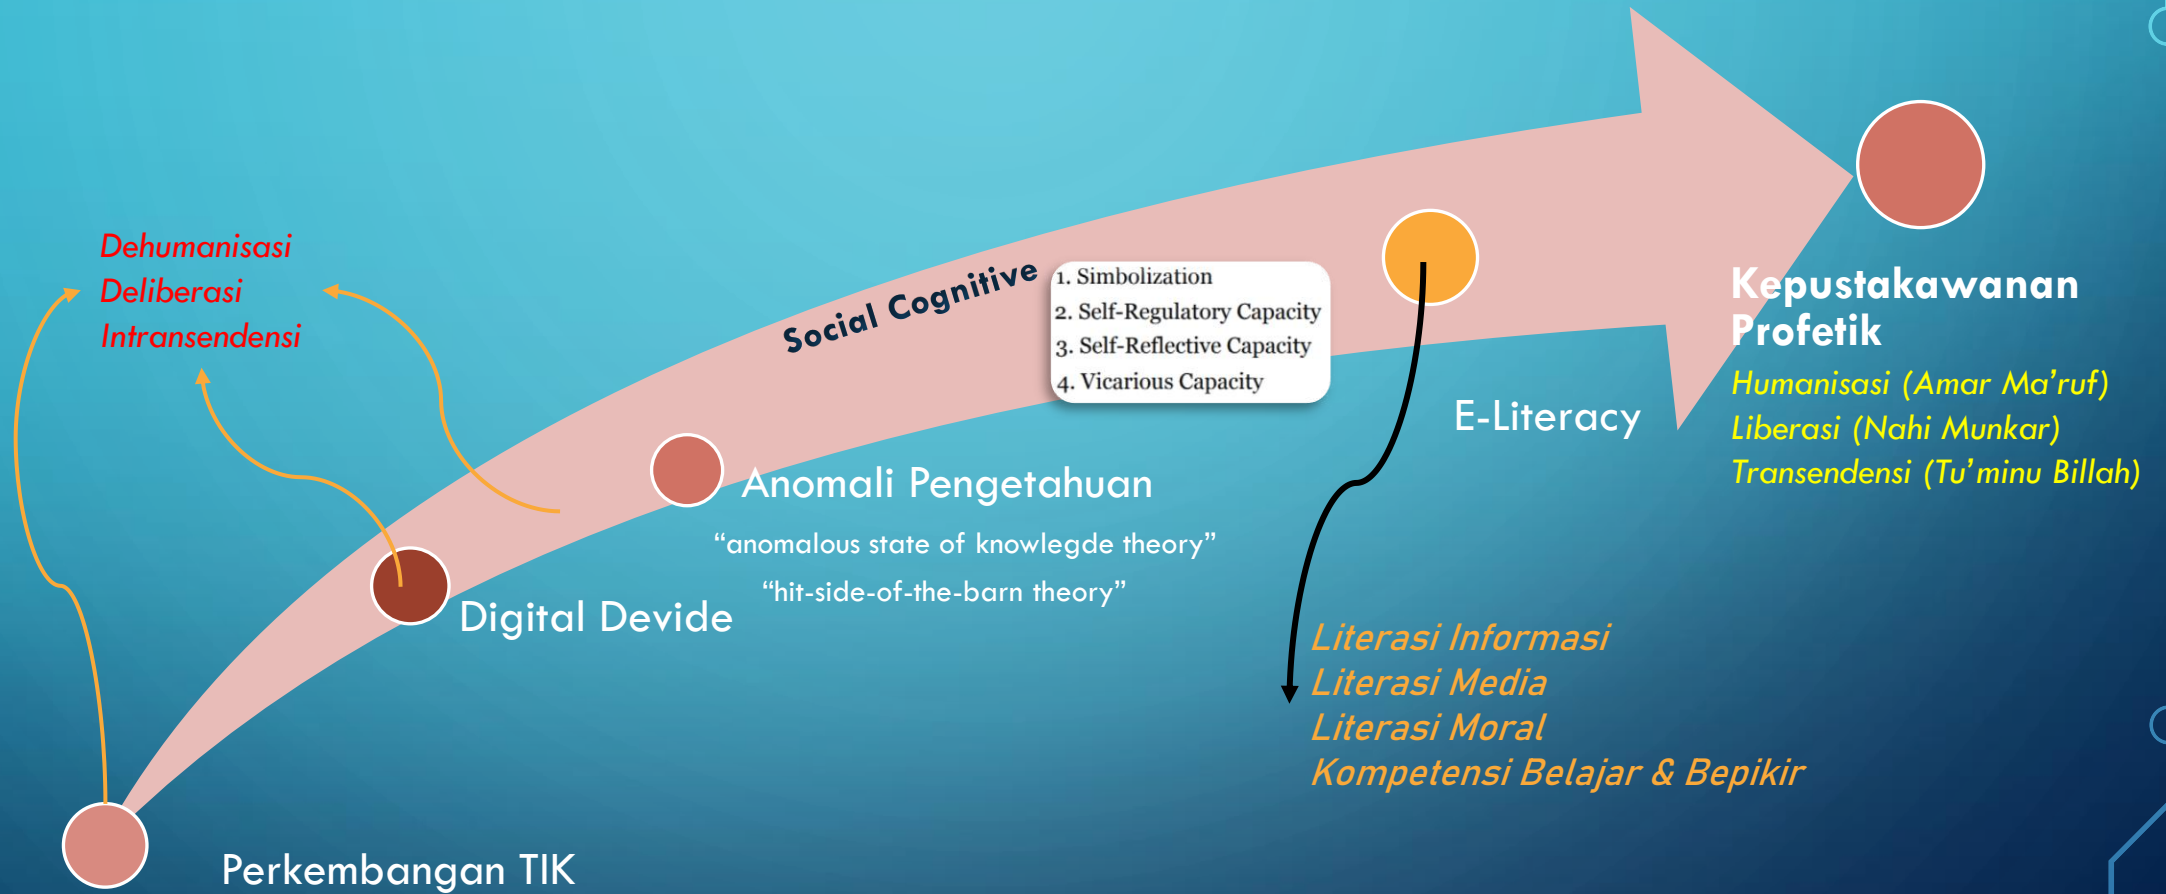 Dehumanisasi
Deliberasi
Intransendensi
Social Cognitive
1. Simbolization
2. Self-Regulatory Capacity
3. Self-Reflective Capacity
4. Vicarious Capacity
Kepustakawanan
Profetik
Humanisasi (Amar Ma’ruf)
Liberasi (Nahi Munkar)
Transendensi (Tu’minu Billah)
E-Literacy
Anomali Pengetahuan
“anomalous state of knowlegde theory”
“hit-side-of-the-barn theory”
Digital Devide
Literasi Informasi
Literasi Media
Literasi Moral
Kompetensi Belajar & Bepikir
Perkembangan TIK